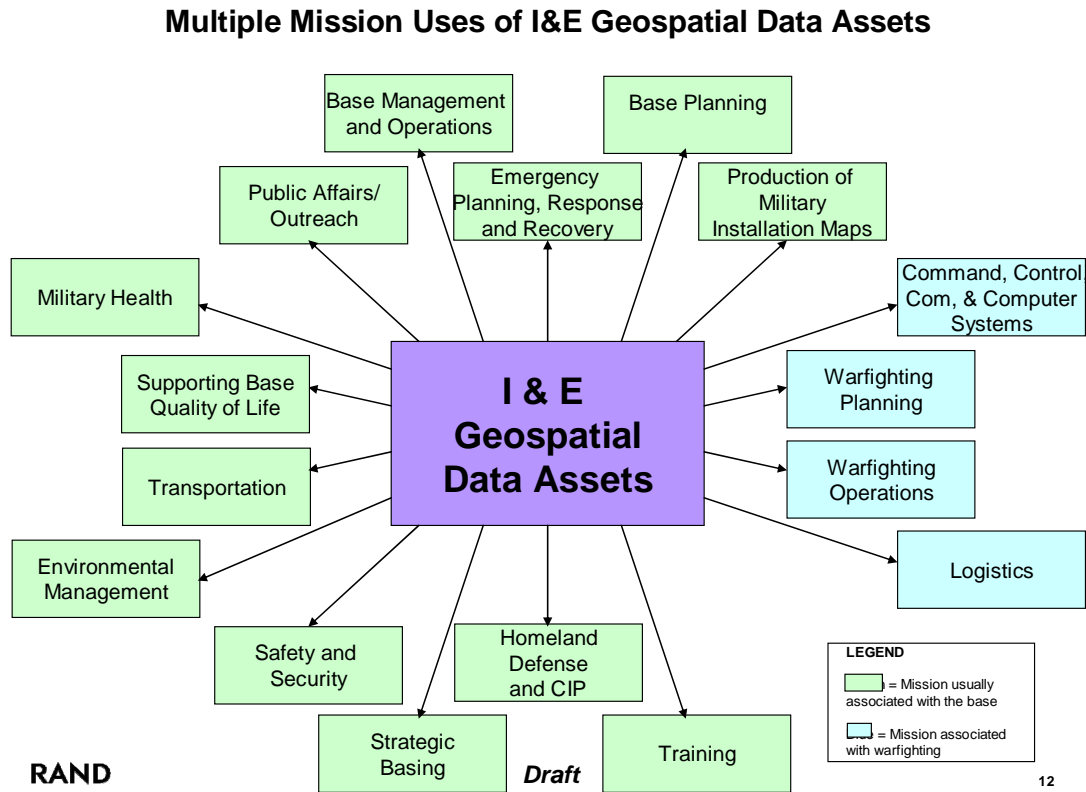 Multiple Mission Uses of I&E Geospatial Data Assets
Base Management
and Operations
Base Planning
Public Affairs/
Outreach
Emergency
Planning, Response
and Recovery
Production of
Military
Installation Maps
Military Health
Command, Control,
Com, & Computer
Systems
Supporting Base
Quality of Life
I & E
Geospatial
Data Assets
Warfighting
Planning
Transportation
Warfighting
Operations
Environmental
Management
Logistics
Safety and
Security
Homeland
Defense
and CIP
Strategic
Basing
Training
LEGEND
= Mission usually
associated with the base
= Mission associated
with warfighting
RAND
Draft
12